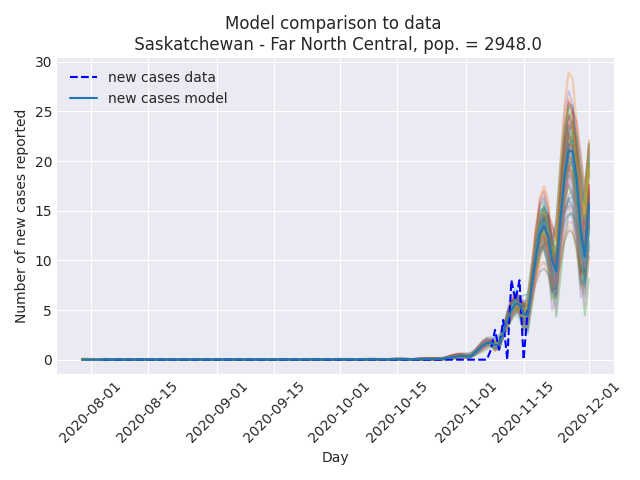 Model comparison to data
Saskatchewan - Far North Central, pop. = 2948.0
new cases data
new cases model
Number of new cases reported
30
25
20
15
10
5
0
2020-08-01
2020-08-15
2020-09-01
2020-09-15
2020-10-01
2020-10-15
2020-11-01
2020-11-15
2020-12-01
Day